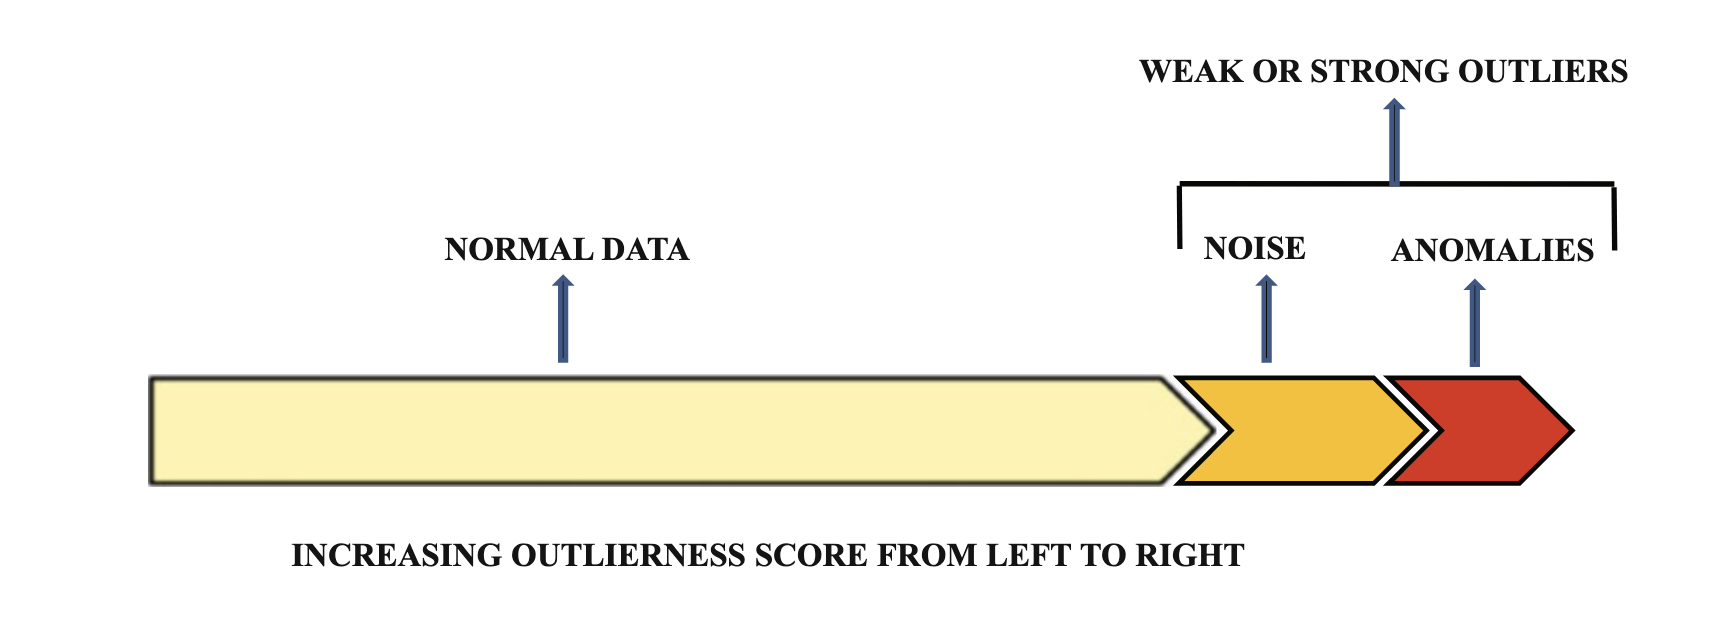 WEAK OR STRONG OUTLIERS
NORMAL DATA
NOISE
ANOMALIES
INCREASING OUTLIERNESS SCORE FROM LEFT TO RIGHT